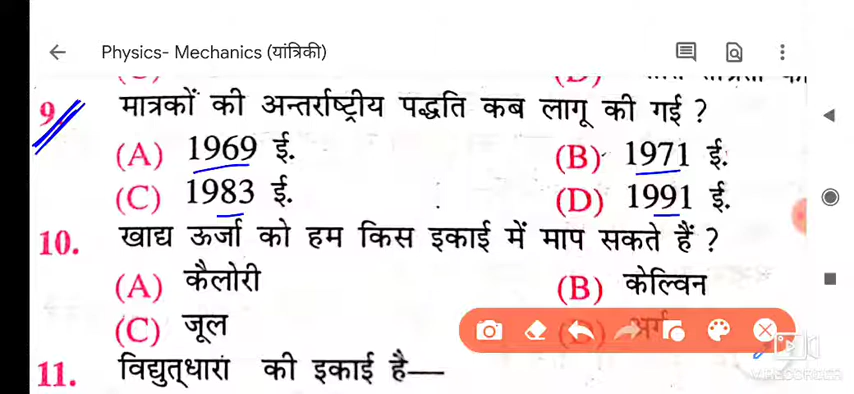 Physics- Mechanics (यांत्रिकी)
9. मात्रकों की अन्तर्राष्ट्रीय पद्धति कब लागू की गई ?
(A) 1969 ई. (B) 1971 ई.
(C) 1983 ई. (D) 1991 ई.
10. खाद्य ऊर्जा को हम किस इकाई में माप सकते हैं ?
(A) कैलोरी (B) केल्विन
(C) जूल (D) अर्ग
11. विद्युत्धारा की इकाई है—